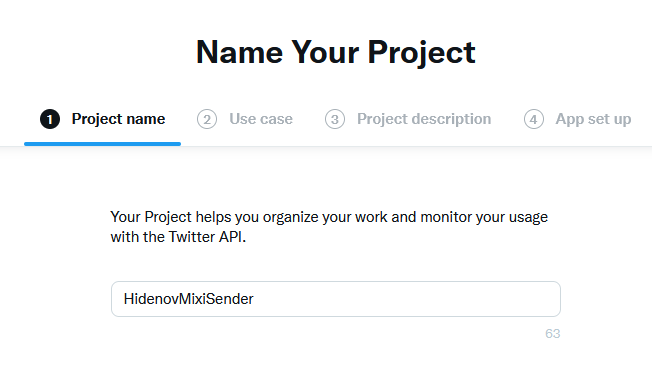 Name Your Project
1 Project name 2 Use case 3 Project description 4 App set up
Your Project helps you organize your work and monitor your usage
with the Twitter API.
HidenovMixiSender
63